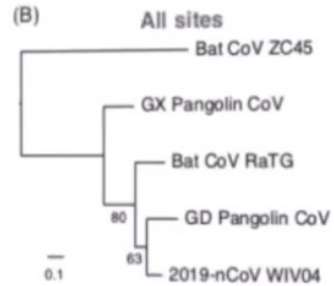 (B)
All sites
Bat CoV ZC45
GX Pangolin CoV
Bat CoV RaTG
80
GD Pangolin CoV
63
0.1
2019-nCoV WIV04